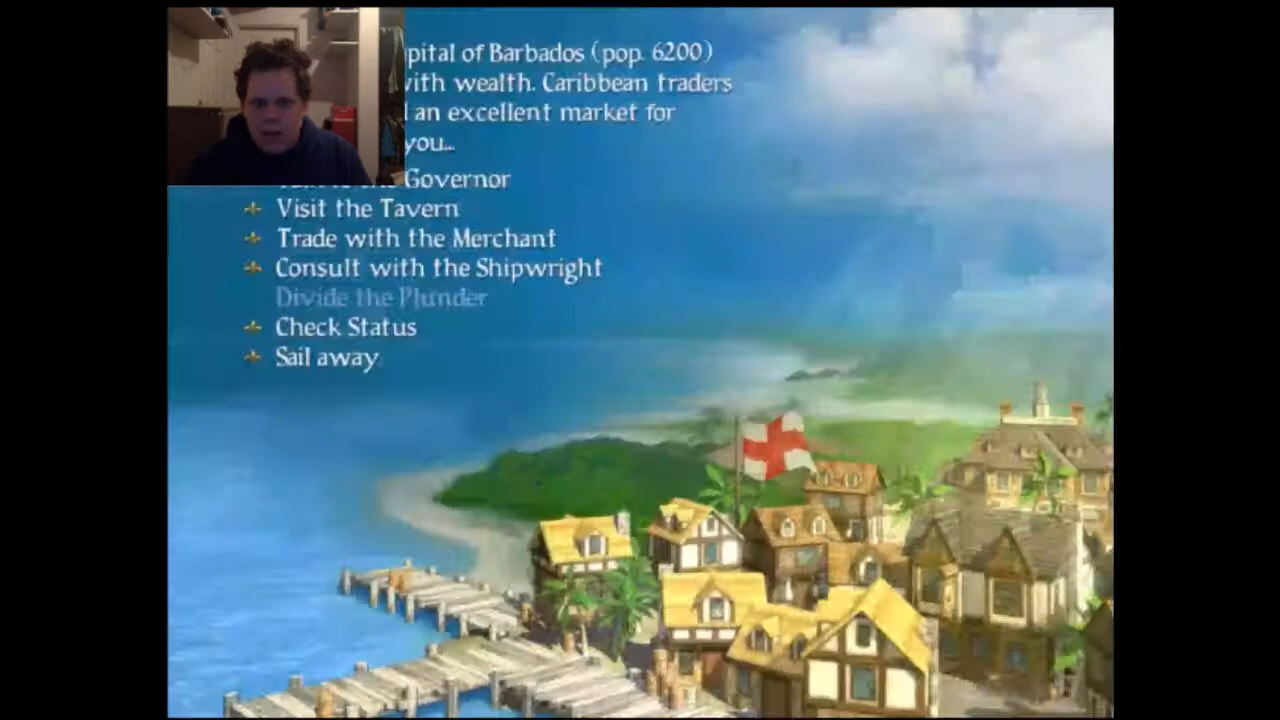 pital of Barbados (pop. 6200)
with wealth. Caribbean traders
an excellent market for
you...
Governor
Visit the Tavern
Trade with the Merchant
Consult with the Shipwright
Divide the Plunder
Check Status
Sail away